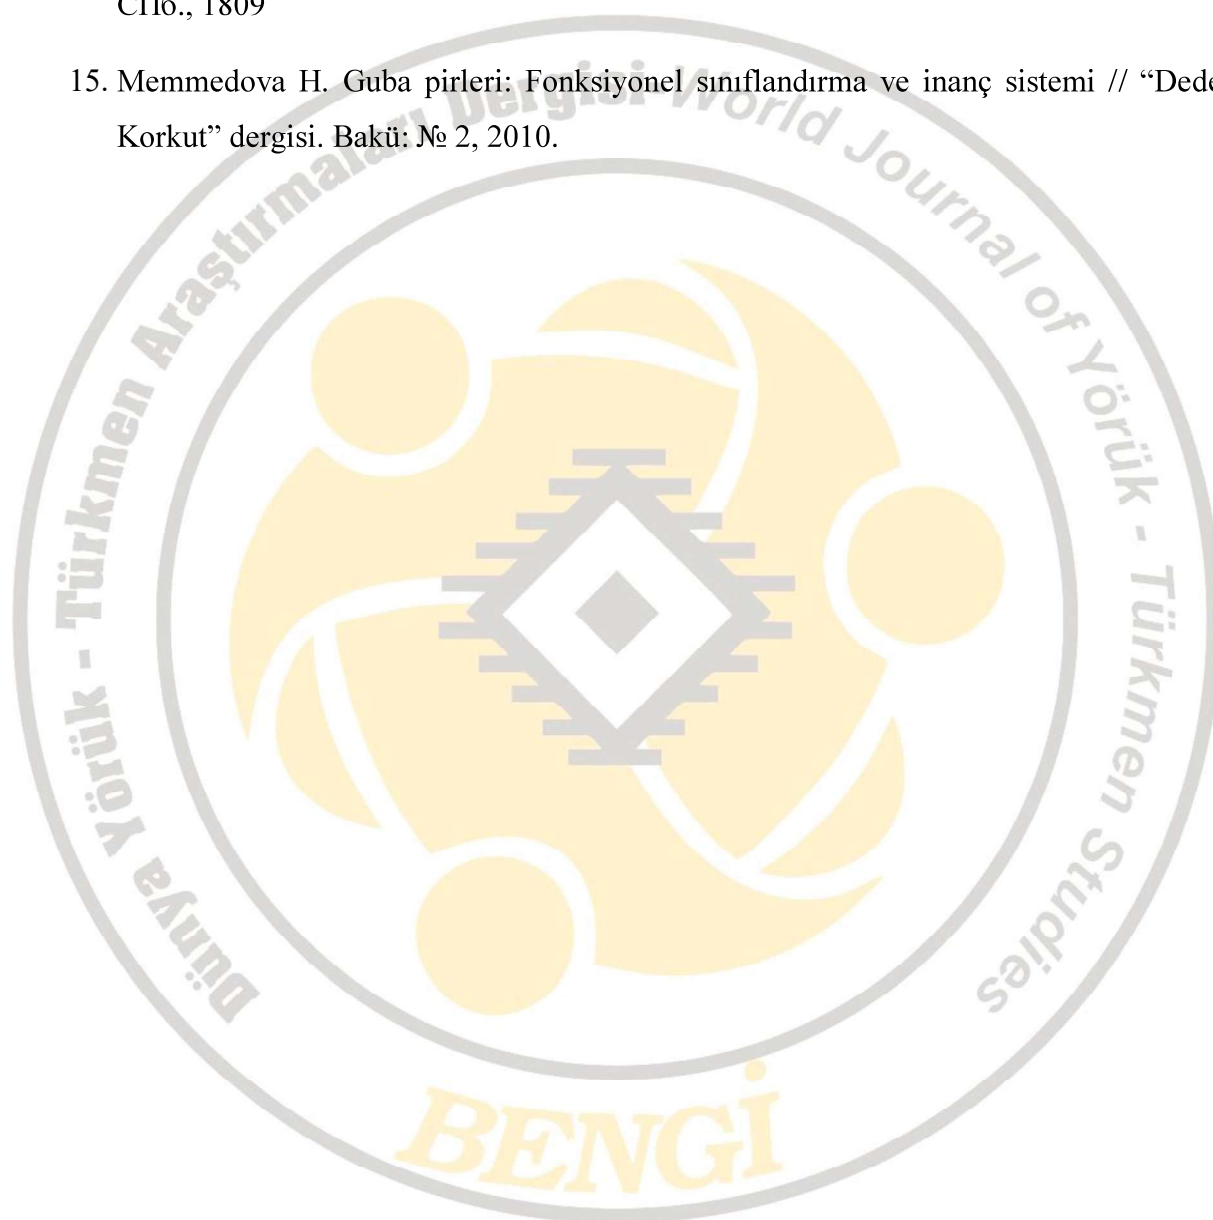 СПб., 1809
15. Memmedova H. Guba pirleri: Fonksiyonel sınıflandırma ve inanç sistemi // “Dede
Korkut” dergisi. Bakü: № 2, 2010.
Dünya Yörük - Türkmen Araştırmaları Dergisi-World Journal of Yörük - Türkmen Studies
BENGİ